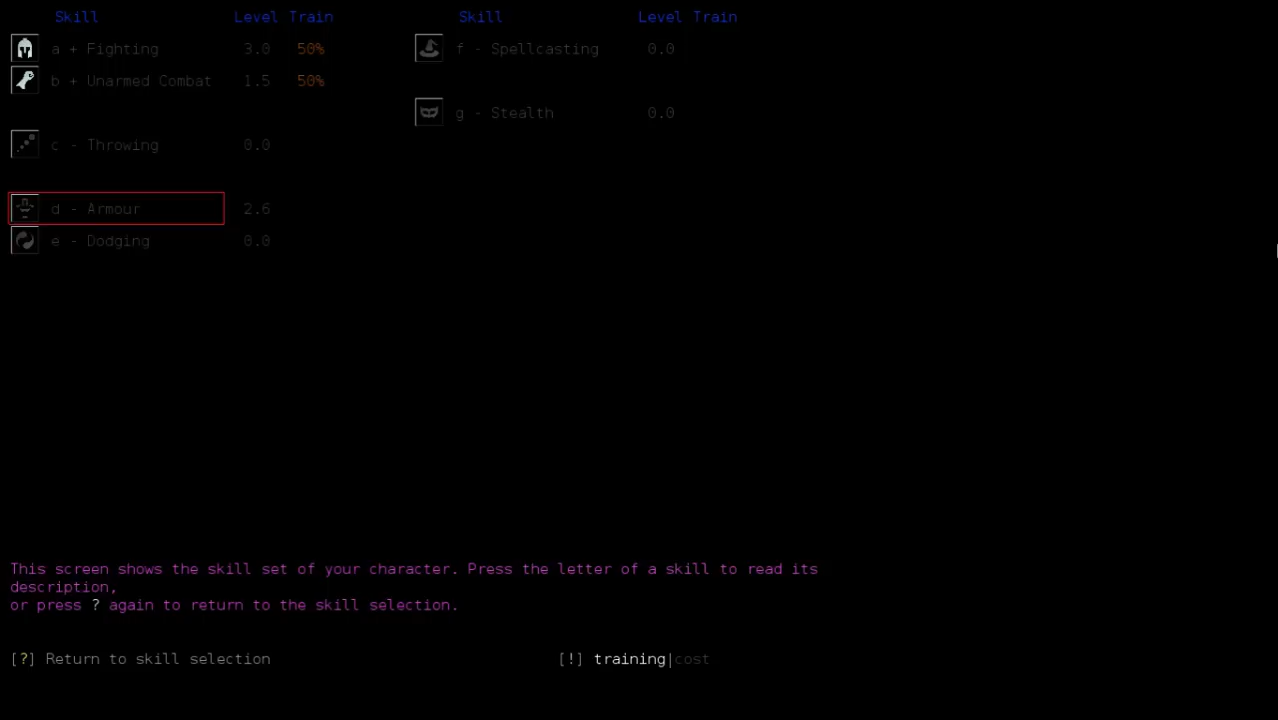 Skill Level Train Skill Level Train
a + Fighting 3.0 50% f - Spellcasting 0.0
b + Unarmed Combat 1.5 50%
g - Stealth 0.0
c - Throwing 0.0
d - Armour 2.6
e - Dodging 0.0
This screen shows the skill set of your character. Press the letter of a skill to read its
description,
or press ? again to return to the skill selection.
[?] Return to skill selection [!] training|cost